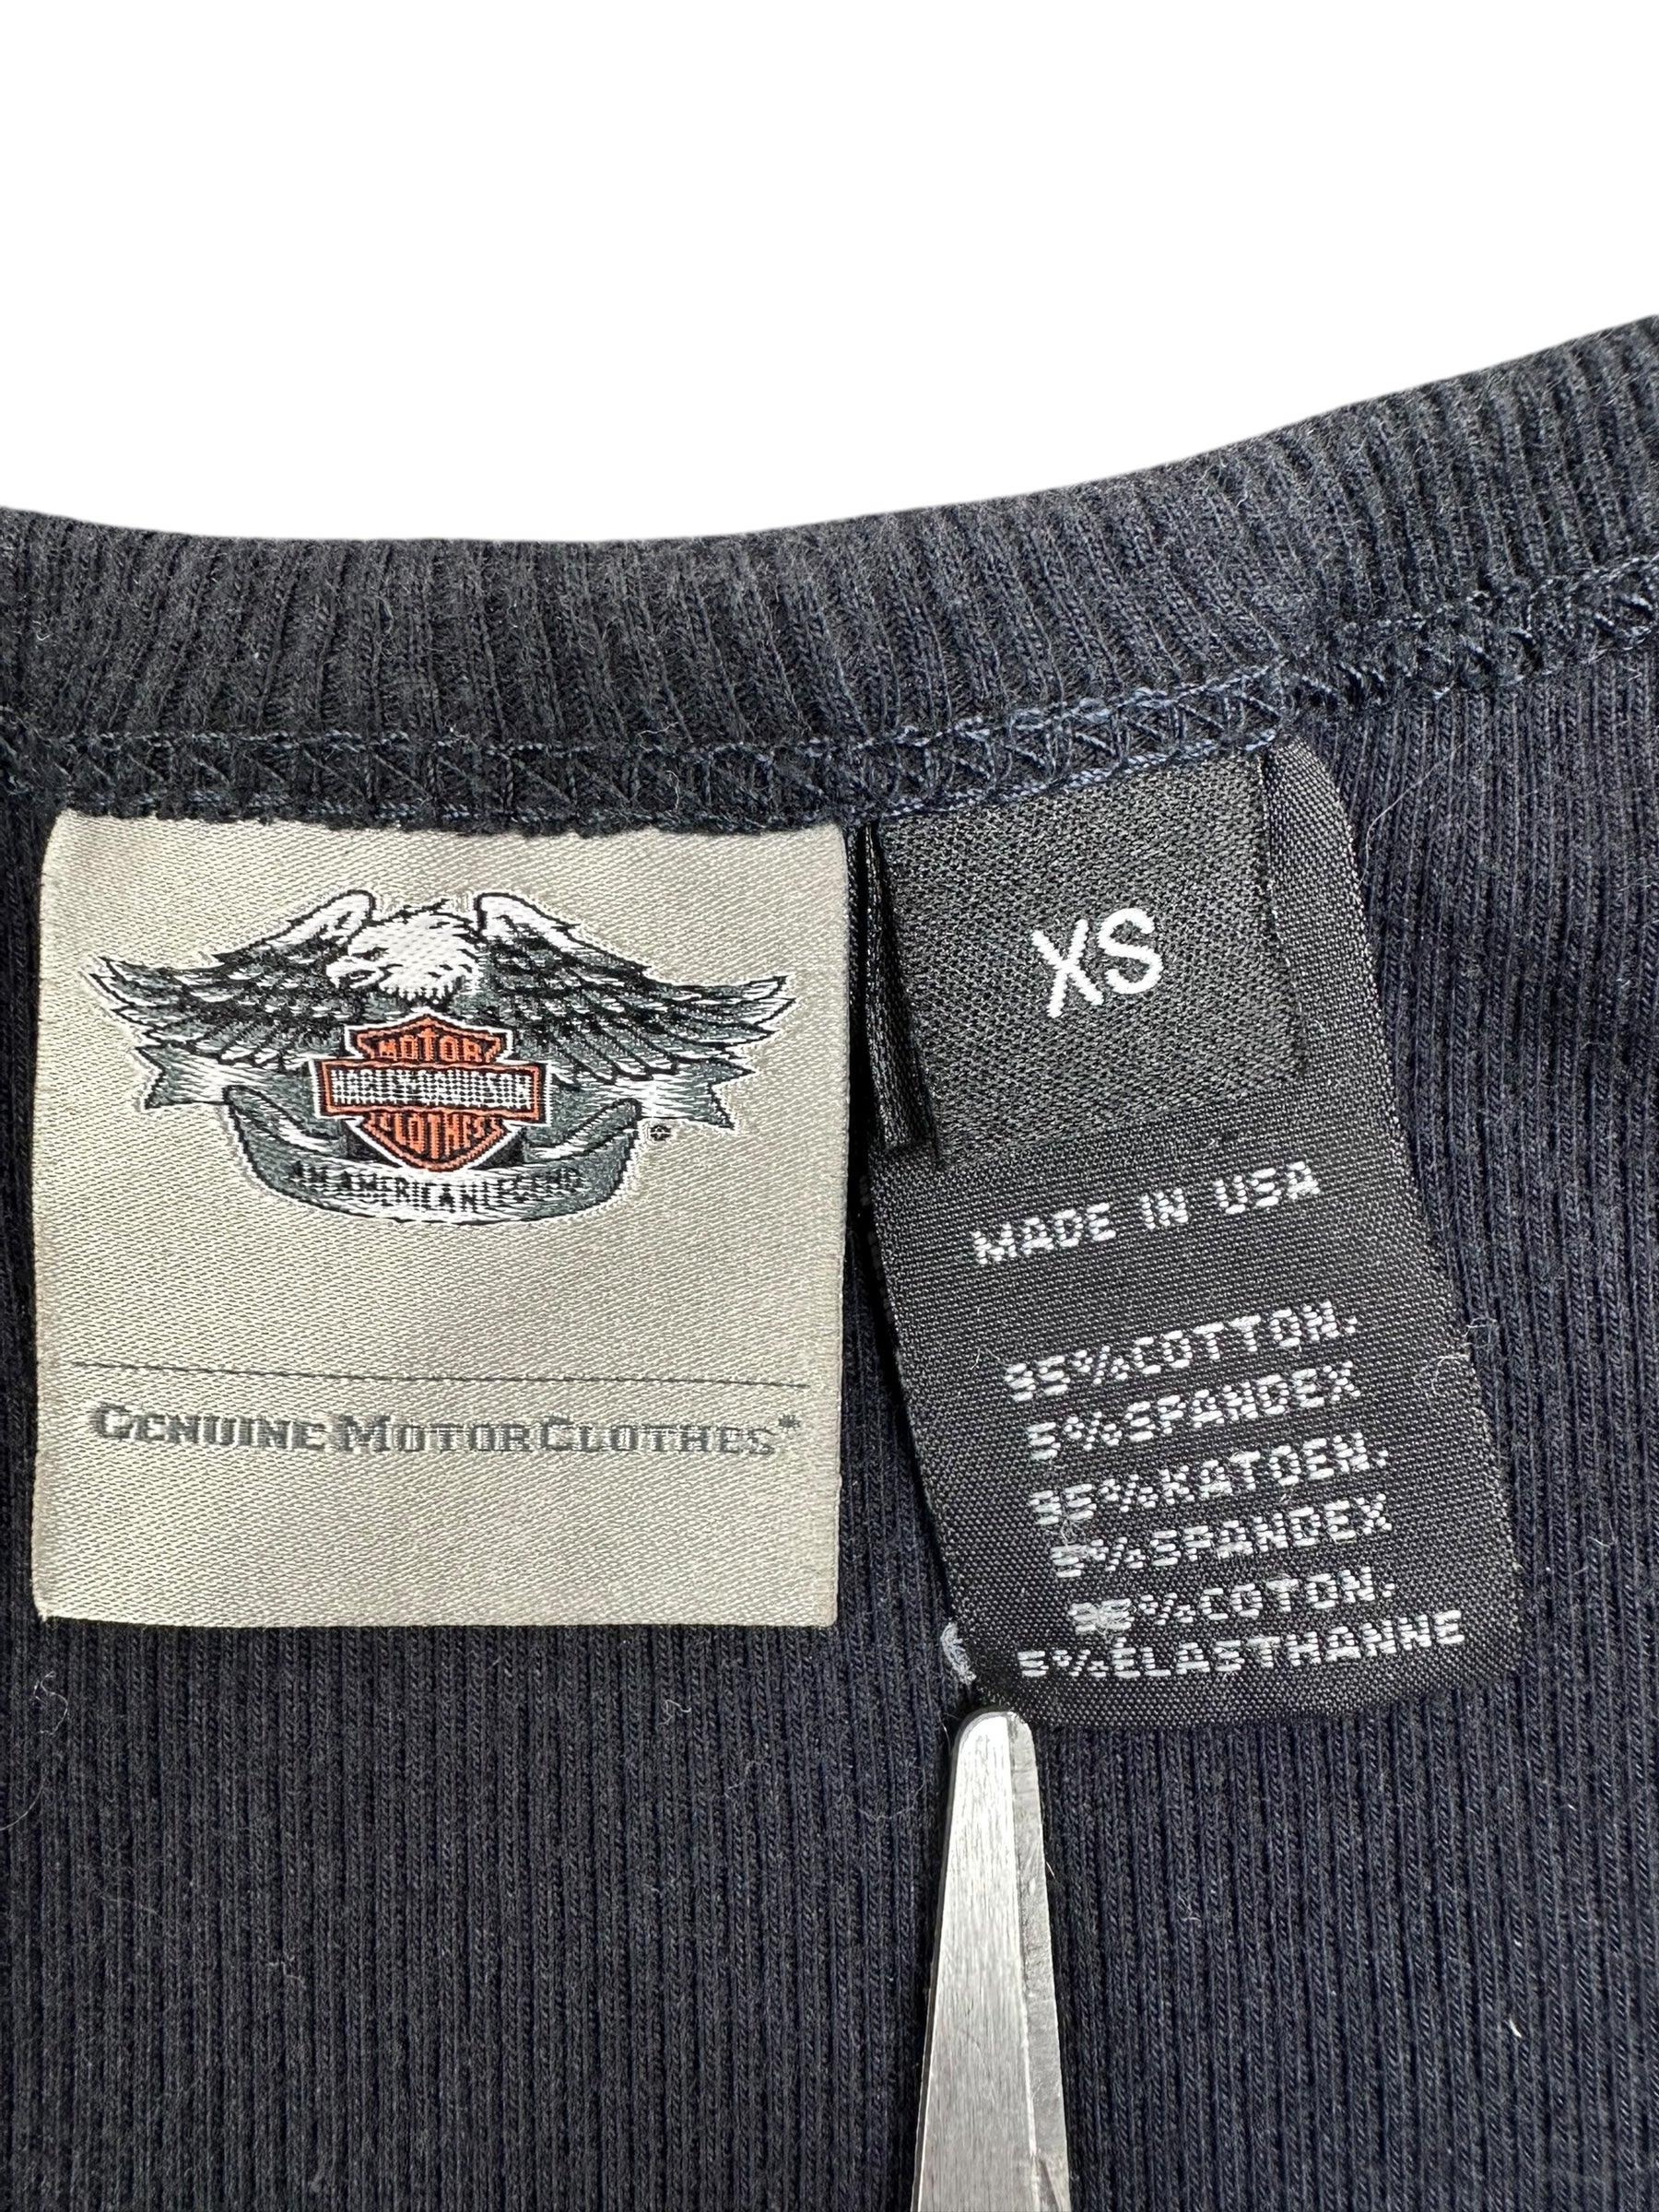 MOTOR
HARLEY-DAVIDSON
CLOTHES
AN AMERICAN LEGEND
GENUINE MOTORCLOTHES*
XS
MADE IN USA
95%COTTON.
5%SPANDEX
95%KATOEN.
5%SPANDEX
95%COTON.
5%ÉLASTHANNE